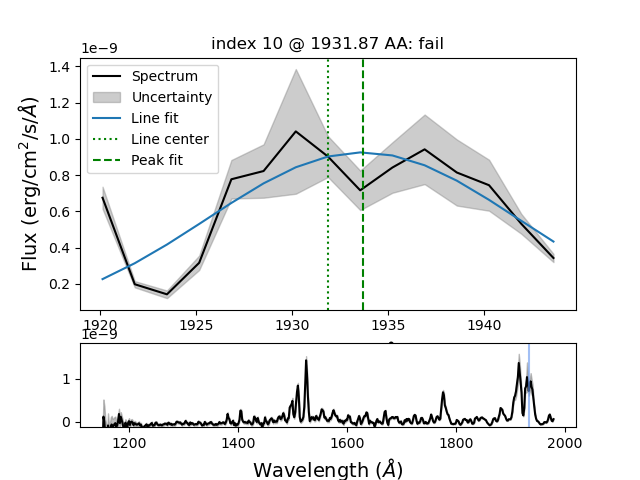 index 10 @ 1931.87 AA: fail
1e−9
Spectrum
Uncertainty
Line fit
Line center
Peak fit
Flux (erg/cm²/s/Å)
1.4
1.2
1.0
0.8
0.6
0.4
0.2
1920 1925 1930 1935 1940
1e−9
1
0
1200 1400 1600 1800 2000
Wavelength (Å)